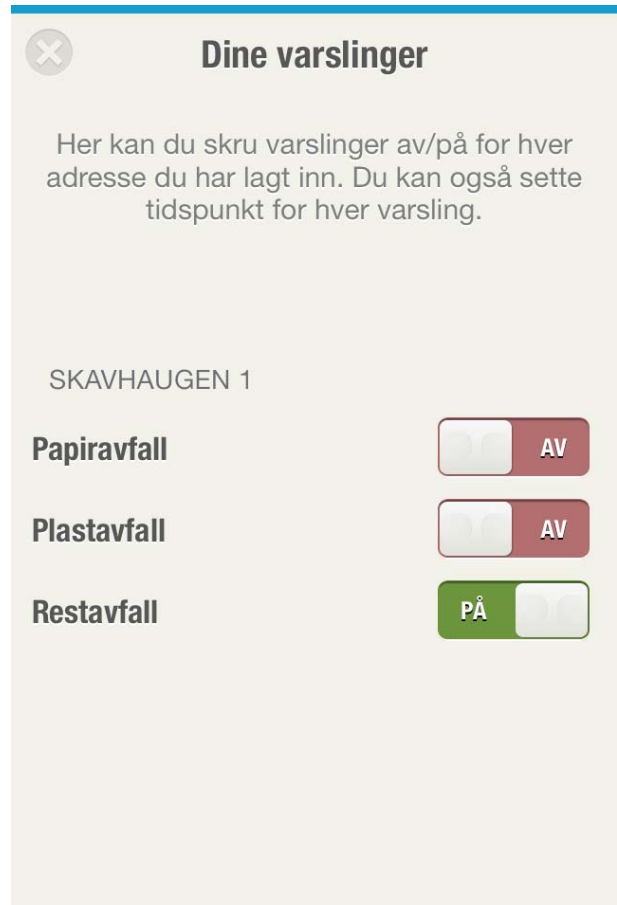 Dine varslinger
Her kan du skru varslinger av/på for hver
adresse du har lagt inn. Du kan også sette
tidspunkt for hver varsling.
SKAVHAUGEN 1
Papiravfall AV
Plastavfall AV
Restavfall PÅ